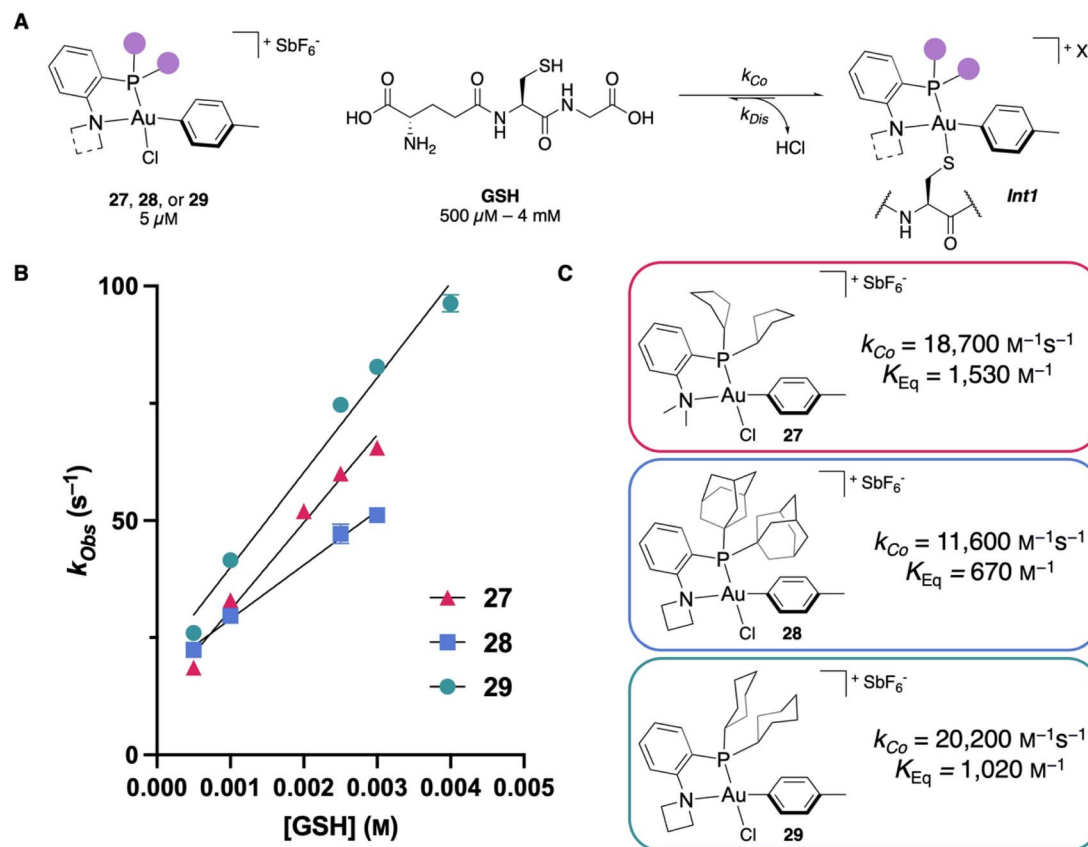 A
+ SbF6-
P
N
Au
Cl
27, 28, or 29
5 µM
O
HO
NH2
O
N
H
SH
O
H
N
O
OH
GSH
500 µM – 4 mM
kCo
kDis
HCl
+ X
P
N
Au
S
N
H
O
Int1
B
kObs (s−1)
100
50
0
0.000 0.001 0.002 0.003 0.004 0.005
[GSH] (M)
27
28
29
C
+ SbF6-
P
N
Au
Cl
27
kCo = 18,700 M−1S−1
KEq = 1,530 M−1
+ SbF6-
P
N
Au
Cl
28
kCo = 11,600 M−1S−1
KEq = 670 M−1
+ SbF6-
P
N
Au
Cl
29
kCo = 20,200 M−1S−1
KEq = 1,020 M−1